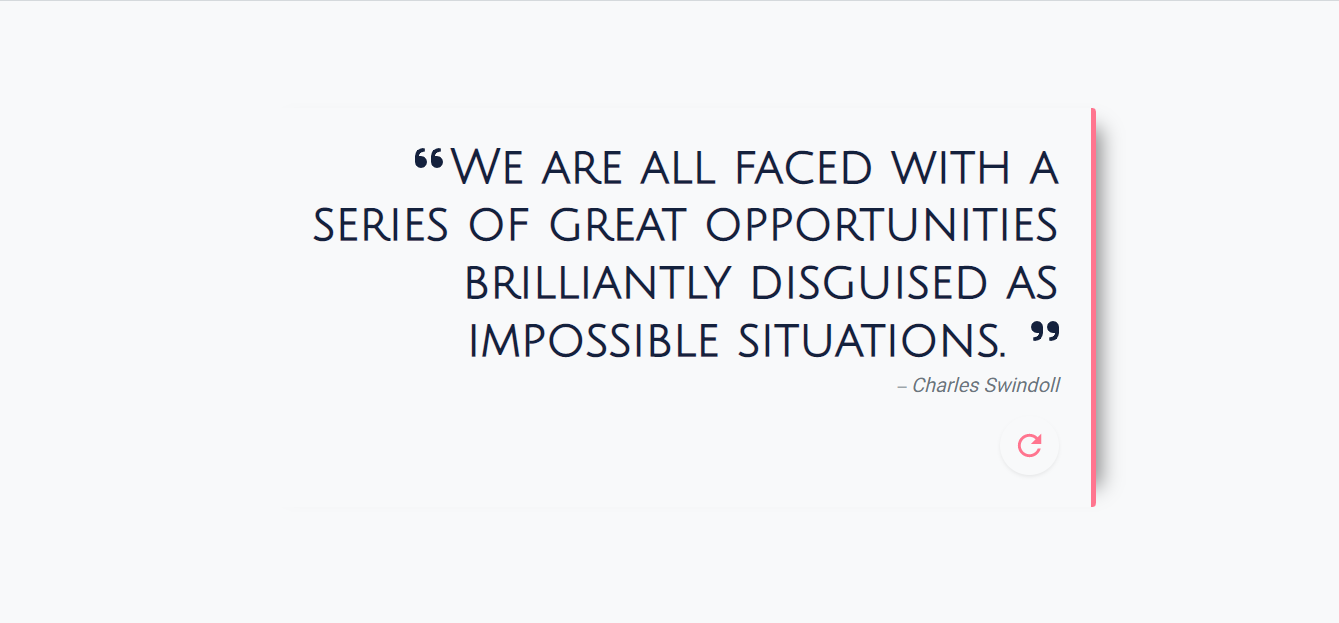 “We are all faced with a
series of great opportunities
brilliantly disguised as
impossible situations. ”
– Charles Swindoll